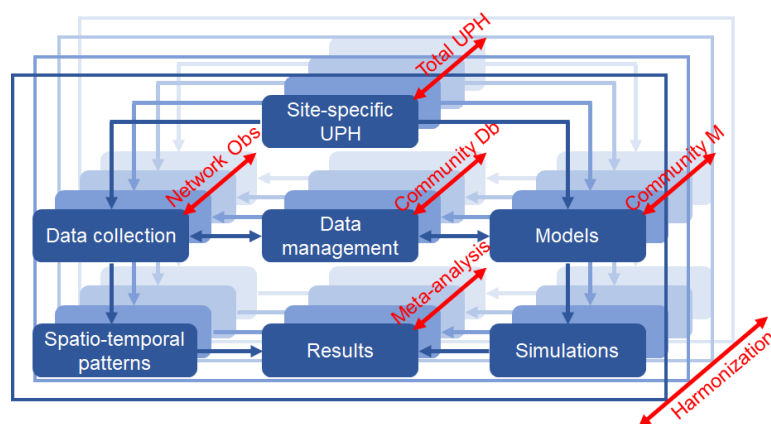 Total UPH
Site-specific
UPH
Network Obs
Community Db
Community M
Data collection
Data
management
Models
Meta-analysis
Spatio-temporal
patterns
Results
Simulations
Harmonization